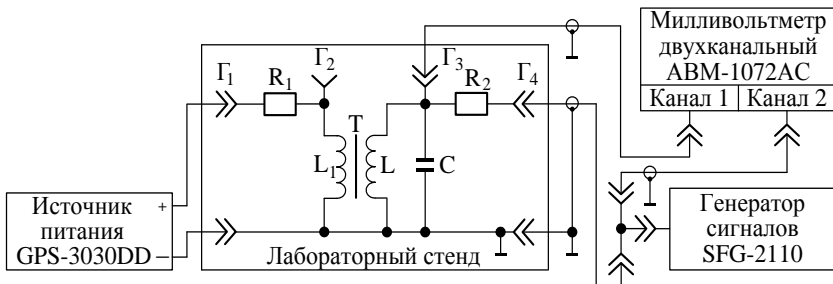 Милливольтметр
двухканальный
АВМ-1072АС
Канал 1 Канал 2
Г1 Г2 Г3 Г4
R1 R2
T
L1 L C
Источник +
питания
GPS-3030DD –
Лабораторный стенд
Генератор
сигналов
SFG-2110